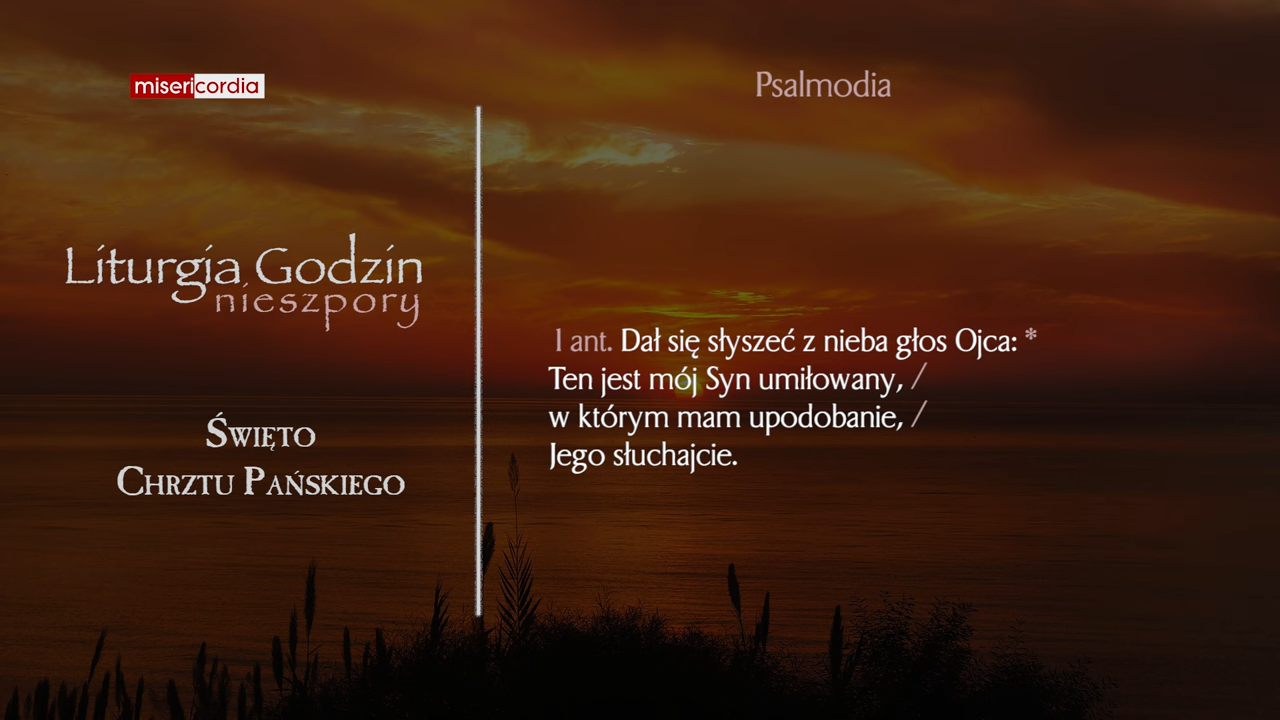 misericordia
Psalmodia
Liturgia Godzin
nieszpory
Święto
Chrztu Pańskiego
1 ant. Dał się słyszeć z nieba głos Ojca: *
Ten jest mój Syn umiłowany, /
w którym mam upodobanie, /
Jego słuchajcie.